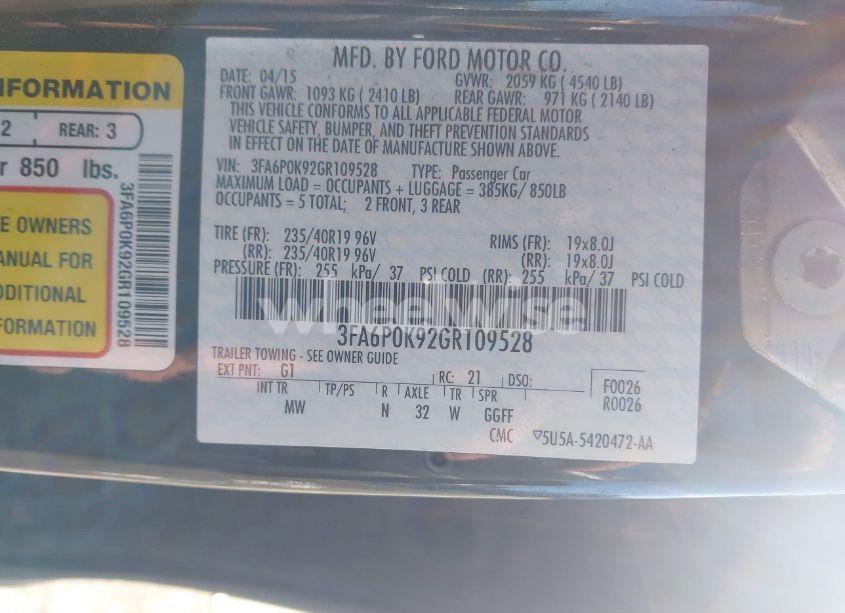 INFORMATION
2 REAR: 3
r 850 lbs.
E OWNERS
ANUAL FOR
DDITIONAL
FORMATION
3FA6P0K92GR109528
MFD. BY FORD MOTOR CO.
DATE: 04/15 GVWR: 2059 KG ( 4540 LB)
FRONT GAWR: 1093 KG ( 2410 LB) REAR GAWR: 971 KG ( 2140 LB)
THIS VEHICLE CONFORMS TO ALL APPLICABLE FEDERAL MOTOR
VEHICLE SAFETY, BUMPER, AND THEFT PREVENTION STANDARDS
IN EFFECT ON THE DATE OF MANUFACTURE SHOWN ABOVE.
VIN: 3FA6P0K92GR109528 TYPE: Passenger Car
MAXIMUM LOAD = OCCUPANTS + LUGGAGE = 385KG/ 850LB
OCCUPANTS = 5 TOTAL; 2 FRONT, 3 REAR
TIRE (FR): 235/40R19 96V RIMS (FR): 19x8.0J
(RR): 235/40R19 96V (RR): 19x8.0J
PRESSURE (FR): 255 kPa/ 37 PSI COLD (RR): 255 kPa/ 37 PSI COLD
wheelwise
3FA6P0K92GR109528
TRAILER TOWING - SEE OWNER GUIDE
EXT PNT: G1 RC: 21 DSO: F0026
R0026
INT TR TP/PS R AXLE TR SPR
MW N 32 W GGFF
CMC ▽5U5A-5420472-AA